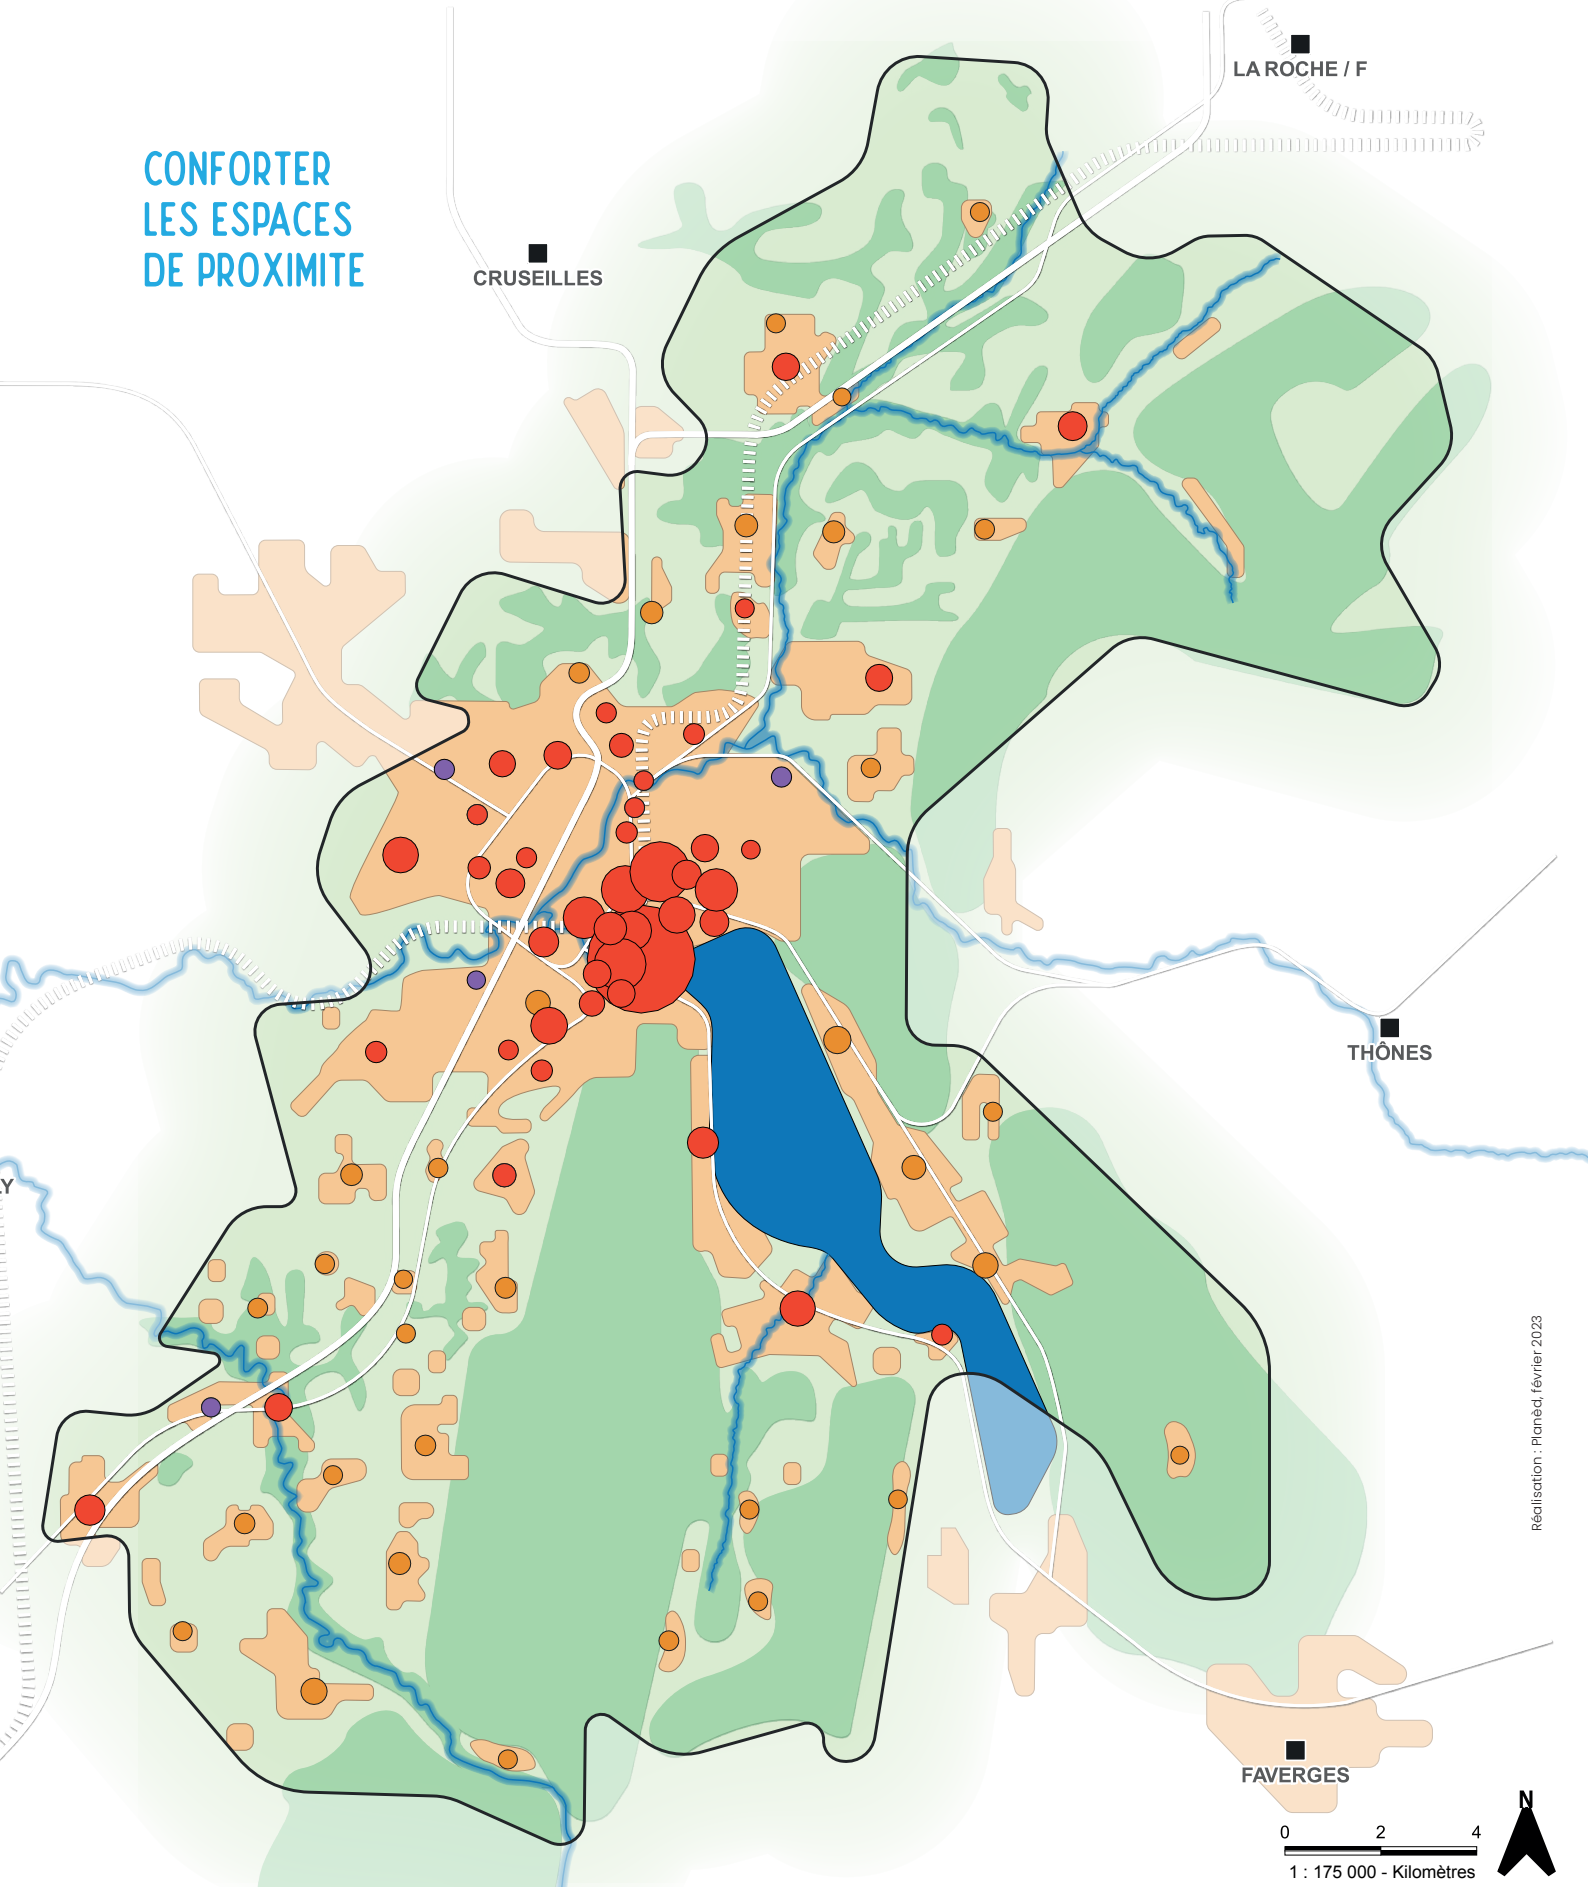 LA ROCHE / F
CONFORTER
LES ESPACES
DE PROXIMITE
CRUSEILLES
THÔNES
LY
Réalisation : Planèd, février 2023
FAVERGES
N
0 2 4
1 : 175 000 - Kilomètres